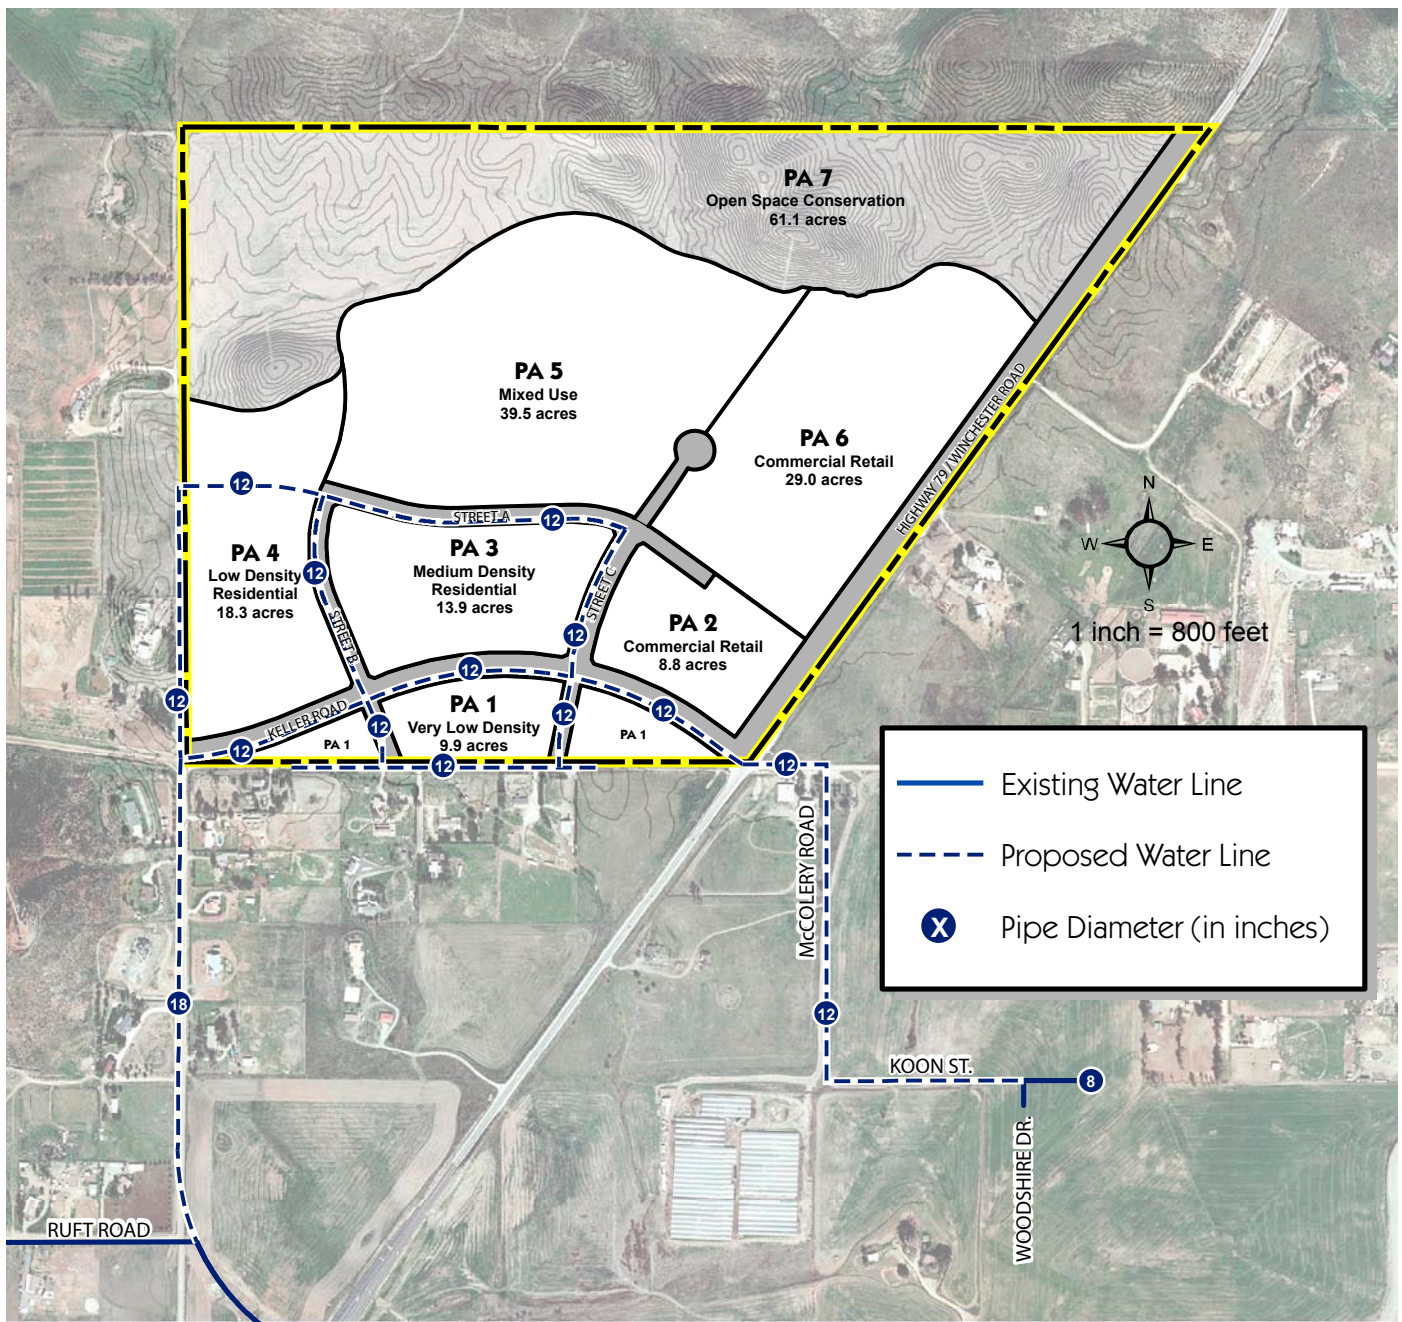 PA 7
Open Space Conservation
61.1 acres
PA 5
Mixed Use
39.5 acres
PA 6
Commercial Retail
29.0 acres
HIGHWAY 79 / WINCHESTER ROAD
N
W
E
S
1 inch = 800 feet
12
STREET A
12
PA 4
Low Density
Residential
18.3 acres
12
PA 3
Medium Density
Residential
13.9 acres
STREET C
STREET B
12
PA 2
Commercial Retail
8.8 acres
12
12
KELLER ROAD
12
PA 1
12
PA 1
Very Low Density
9.9 acres
12
12
PA 1
12
12
12
McCOLERY ROAD
Existing Water Line
Proposed Water Line
X
Pipe Diameter (in inches)
18
12
KOON ST.
8
WOODSHIRE DR.
RUFT ROAD